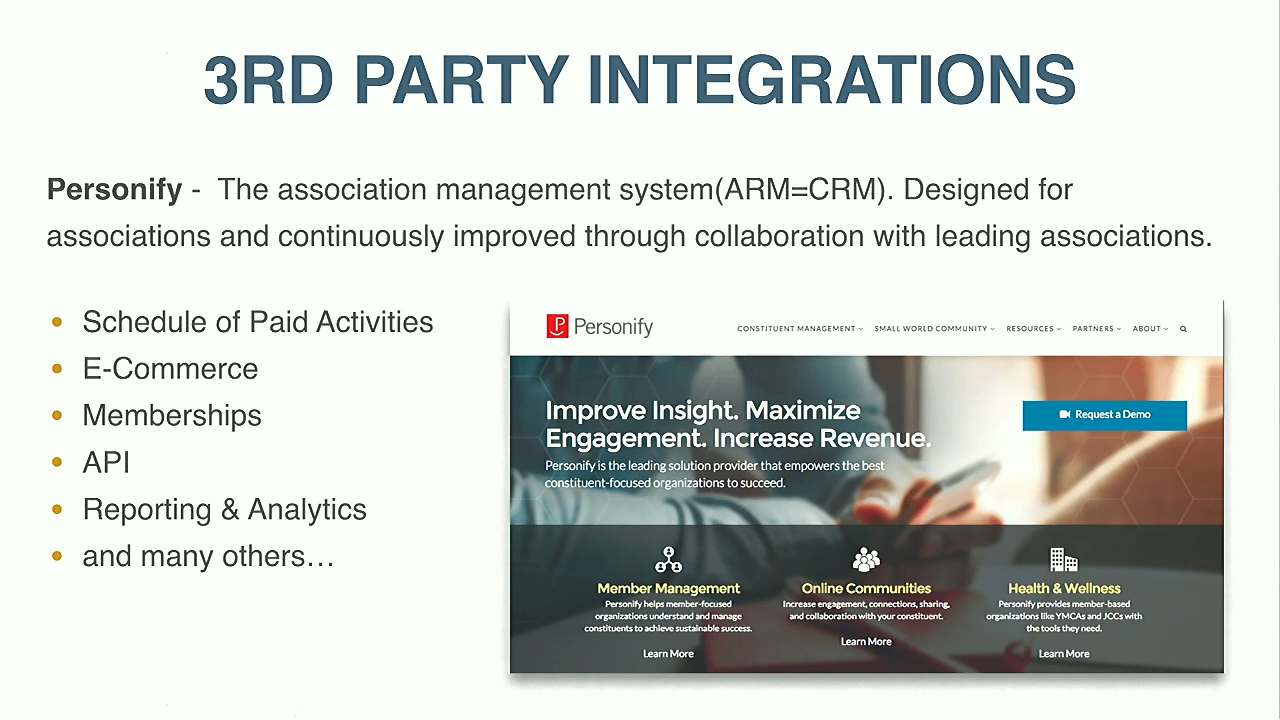 3RD PARTY INTEGRATIONS
Personify - The association management system(ARM=CRM). Designed for
associations and continuously improved through collaboration with leading associations.
• Schedule of Paid Activities
• E-Commerce
• Memberships
• API
• Reporting & Analytics
• and many others…
P Personify
CONSTITUENT MANAGEMENT SMALL WORLD COMMUNITY RESOURCES PARTNERS ABOUT
Improve Insight. Maximize
Engagement. Increase Revenue.
Request a Demo
Personify is the leading solution provider that empowers the best
constituent-focused organizations to succeed.
Member Management
Personify helps member-focused
organizations understand and manage
constituents to achieve sustainable success.
Learn More
Online Communities
Increase engagement, connections, sharing,
and collaboration with your constituent.
Learn More
Health & Wellness
Personify provides member-based
organizations like YMCAs and JCCs with
the tools they need.
Learn More